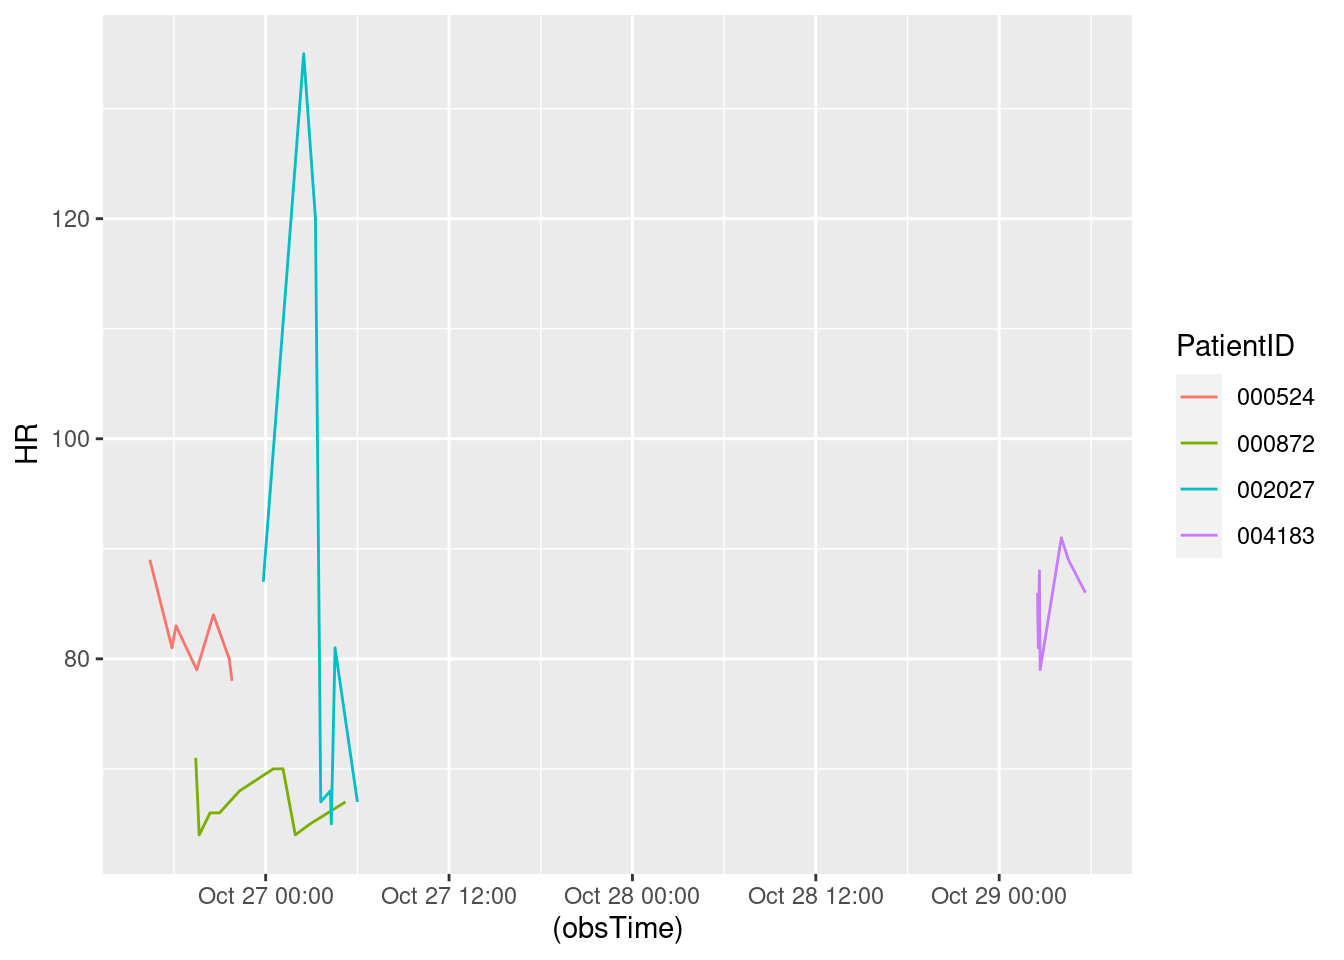 HR
120
100
80
Oct 27 00:00
Oct 27 12:00
Oct 28 00:00
Oct 28 12:00
Oct 29 00:00
(obsTime)
PatientID
000524
000872
002027
004183